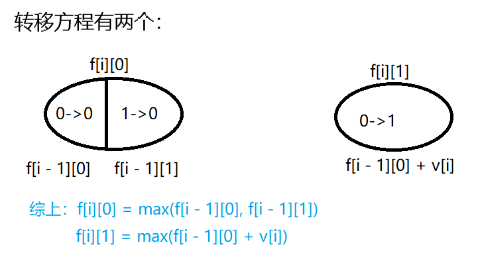 转移方程有两个：
f[i][0]
f[i][1]
0->0
1->0
0->1
f[i - 1][0]
f[i - 1][1]
f[i - 1][0] + v[i]
综上：f[i][0] = max(f[i - 1][0], f[i - 1][1])
f[i][1] = max(f[i - 1][0] + v[i])